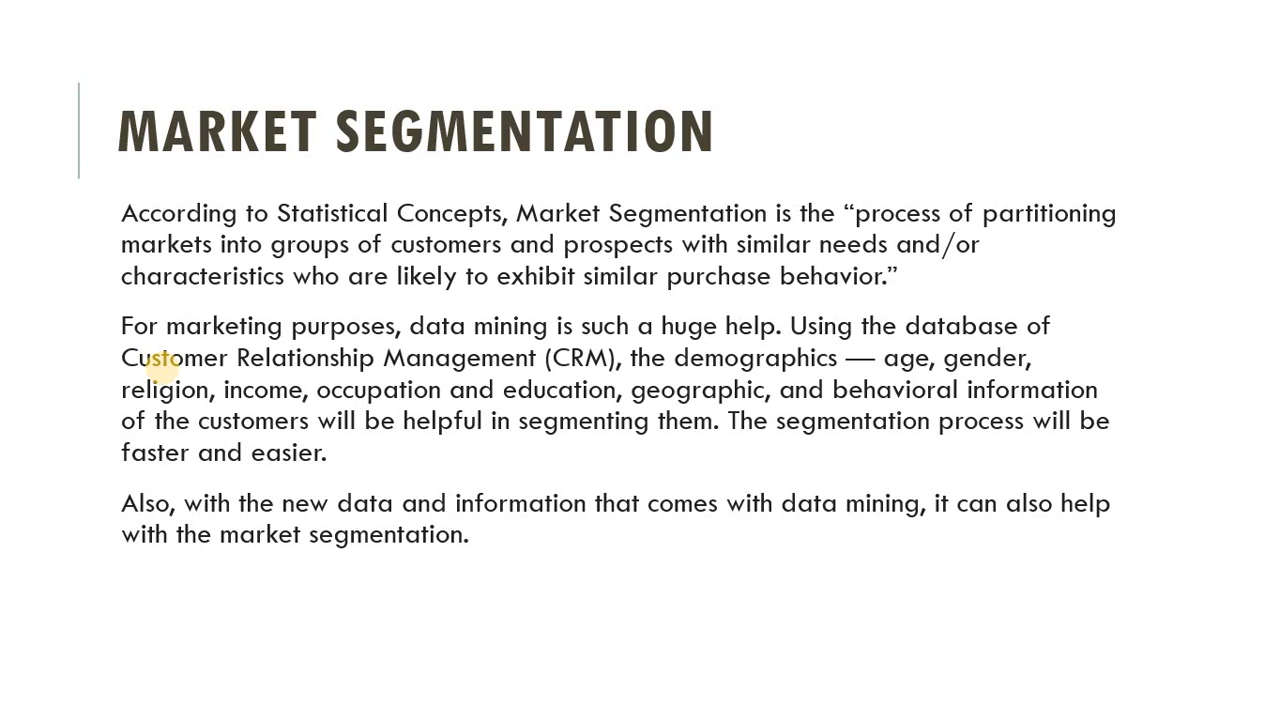 MARKET SEGMENTATION
According to Statistical Concepts, Market Segmentation is the “process of partitioning
markets into groups of customers and prospects with similar needs and/or
characteristics who are likely to exhibit similar purchase behavior.”
For marketing purposes, data mining is such a huge help. Using the database of
Customer Relationship Management (CRM), the demographics — age, gender,
religion, income, occupation and education, geographic, and behavioral information
of the customers will be helpful in segmenting them. The segmentation process will be
faster and easier.
Also, with the new data and information that comes with data mining, it can also help
with the market segmentation.